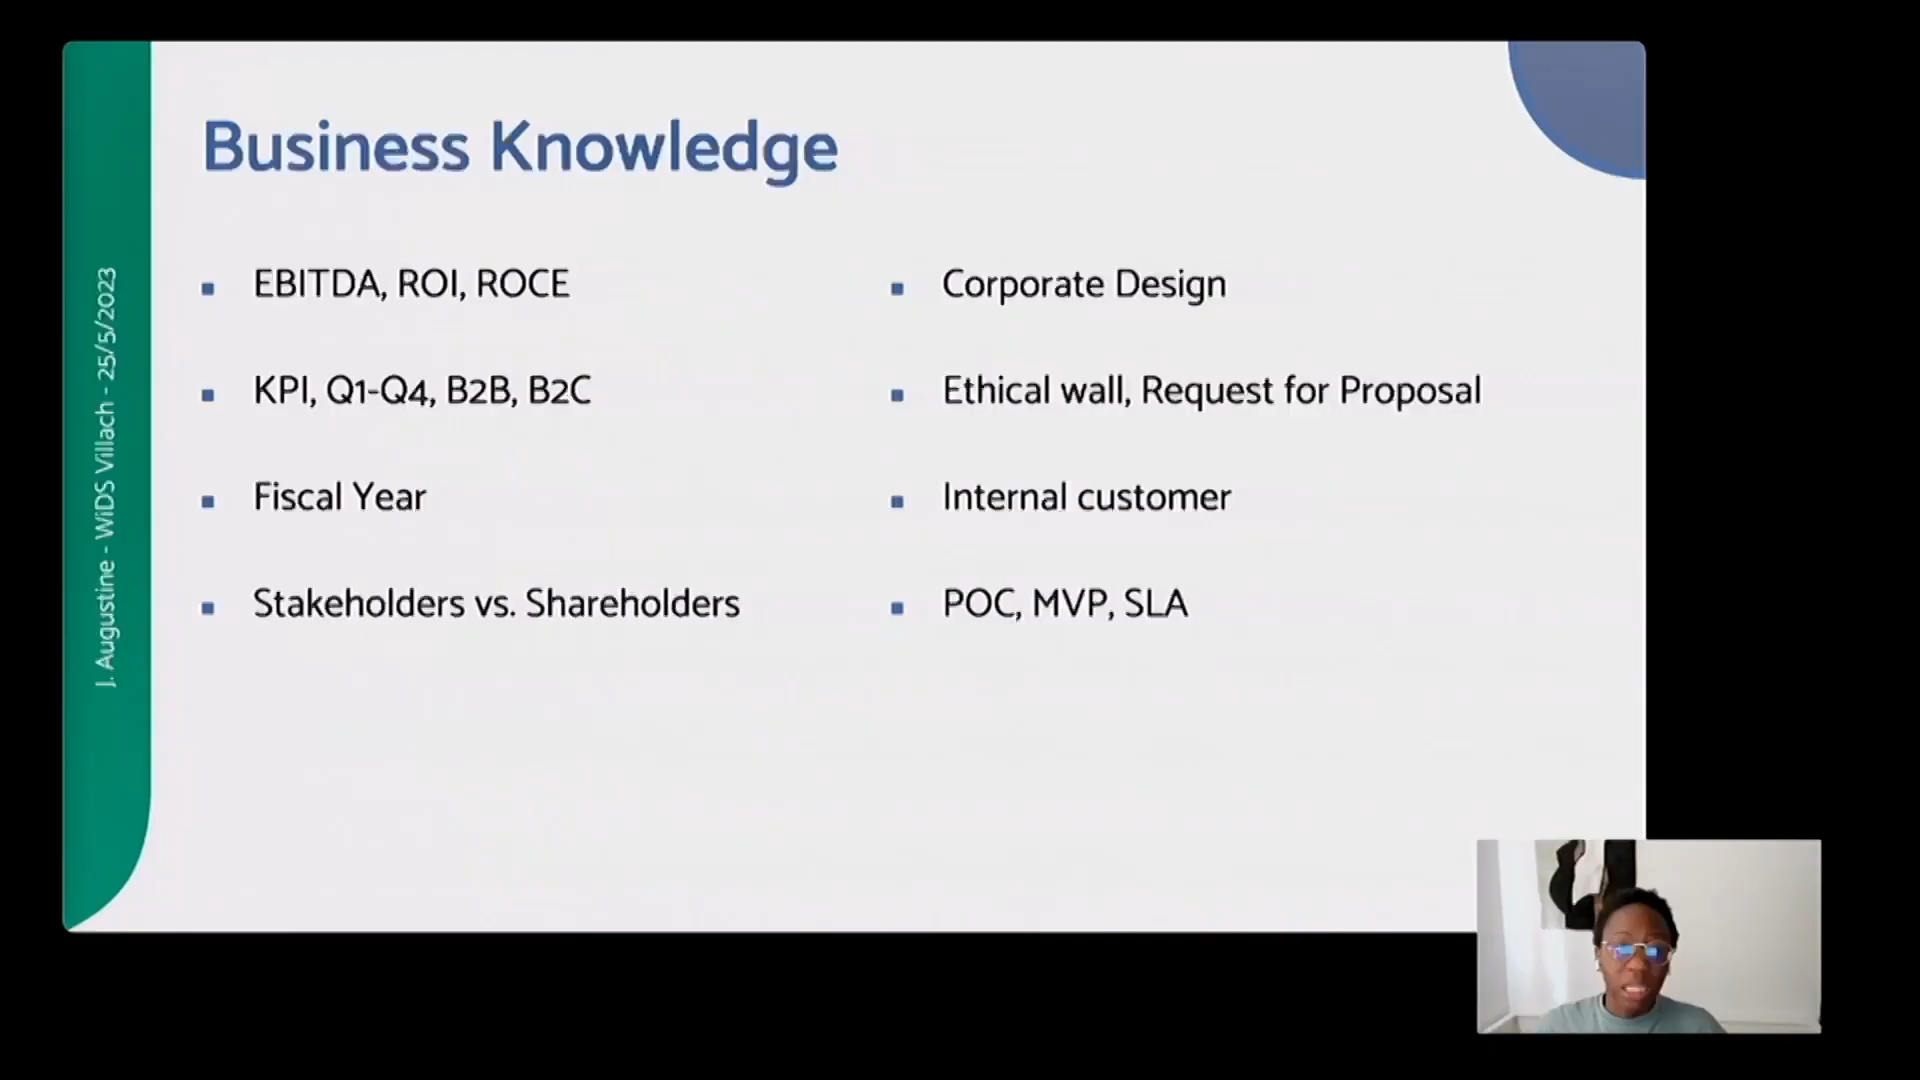 Business Knowledge
EBITDA, ROI, ROCE
KPI, Q1-Q4, B2B, B2C
Fiscal Year
Stakeholders vs. Shareholders
Corporate Design
Ethical wall, Request for Proposal
Internal customer
POC, MVP, SLA
J. Augustine - WiDS Villach - 25/5/2023